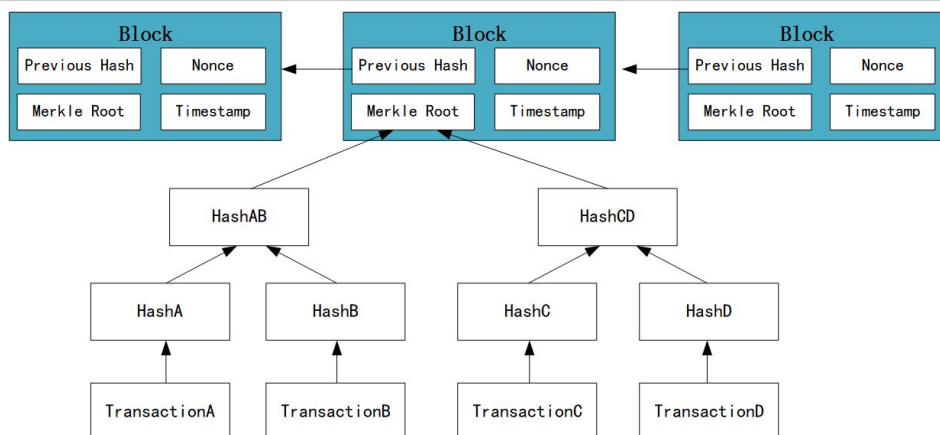 Block
Block
Block
Previous Hash
Nonce
Previous Hash
Nonce
Previous Hash
Nonce
Merkle Root
Timestamp
Merkle Root
Timestamp
Merkle Root
Timestamp
HashAB
HashCD
HashA
HashB
HashC
HashD
TransactionA
TransactionB
TransactionC
TransactionD